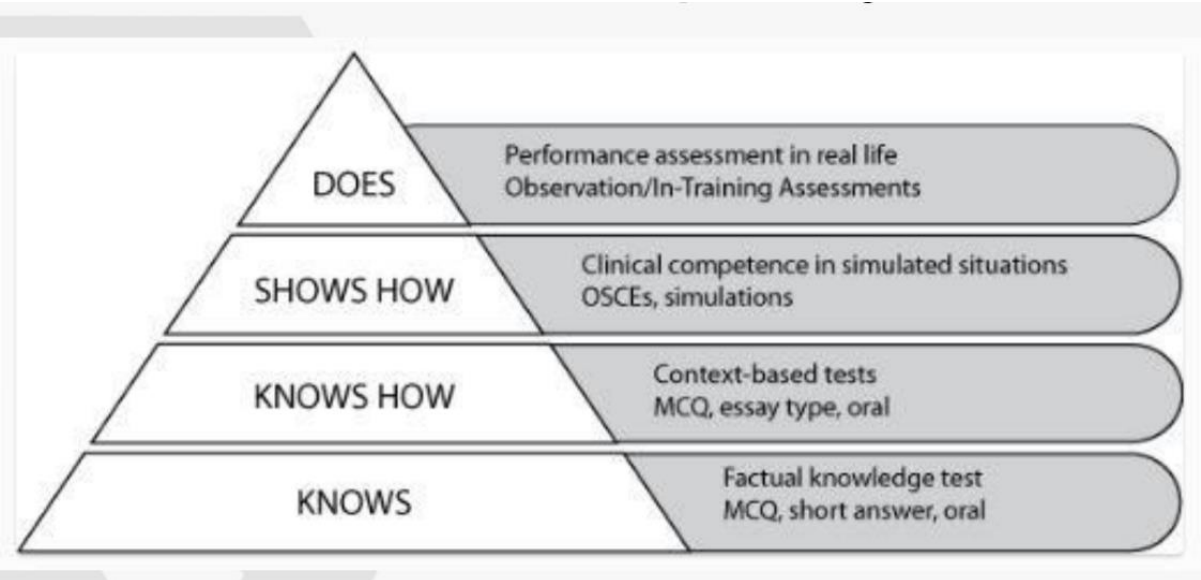 DOES
Performance assessment in real life
Observation/In-Training Assessments
SHOWS HOW
Clinical competence in simulated situations
OSCEs, simulations
KNOWS HOW
Context-based tests
MCQ, essay type, oral
KNOWS
Factual knowledge test
MCQ, short answer, oral